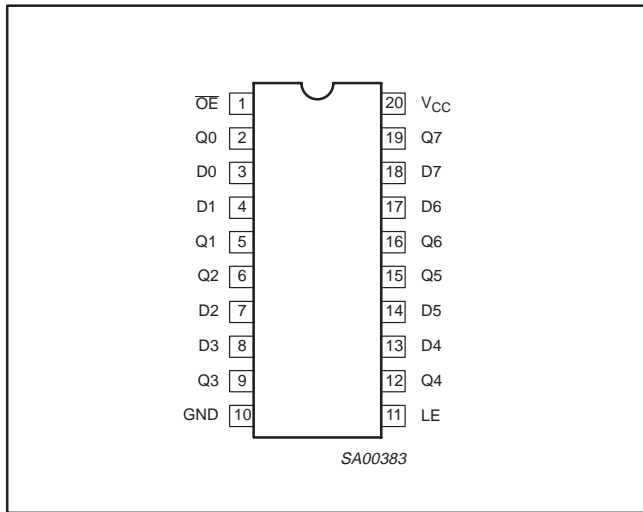 O̅E̅ 1 20 VCC
Q0 2 19 Q7
D0 3 18 D7
D1 4 17 D6
Q1 5 16 Q6
Q2 6 15 Q5
D2 7 14 D5
D3 8 13 D4
Q3 9 12 Q4
GND 10 11 LE
SA00383